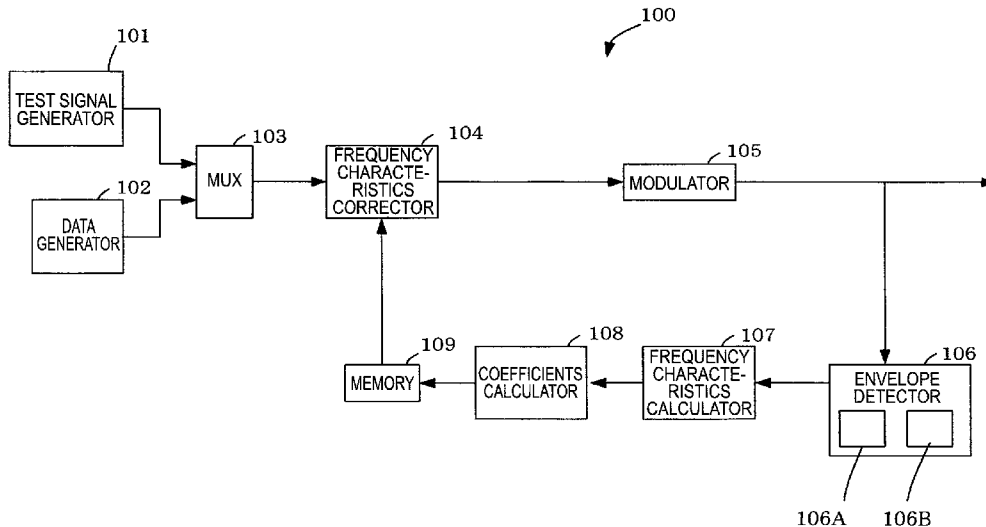 100
101
TEST SIGNAL
GENERATOR
102
DATA
GENERATOR
103
MUX
104
FREQUENCY
CHARACTE-
RISTICS
CORRECTOR
105
MODULATOR
109
MEMORY
108
COEFFICIENTS
CALCULATOR
107
FREQUENCY
CHARACTE-
RISTICS
CALCULATOR
106
ENVELOPE
DETECTOR
106A
106B